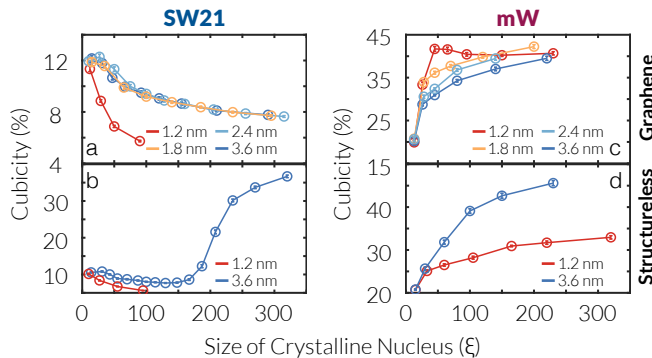 SW21
mW
12
8
4
Cubicity (%)
a
1.2 nm
2.4 nm
1.8 nm
3.6 nm
45
35
Cubicity (%)
c
1.2 nm
2.4 nm
1.8 nm
3.6 nm
Graphene
30
20
10
Cubicity (%)
b
1.2 nm
3.6 nm
0
100
200
300
30
20
Cubicity (%)
d
1.2 nm
3.6 nm
0
100
200
300
Structureless
Size of Crystalline Nucleus (ξ)